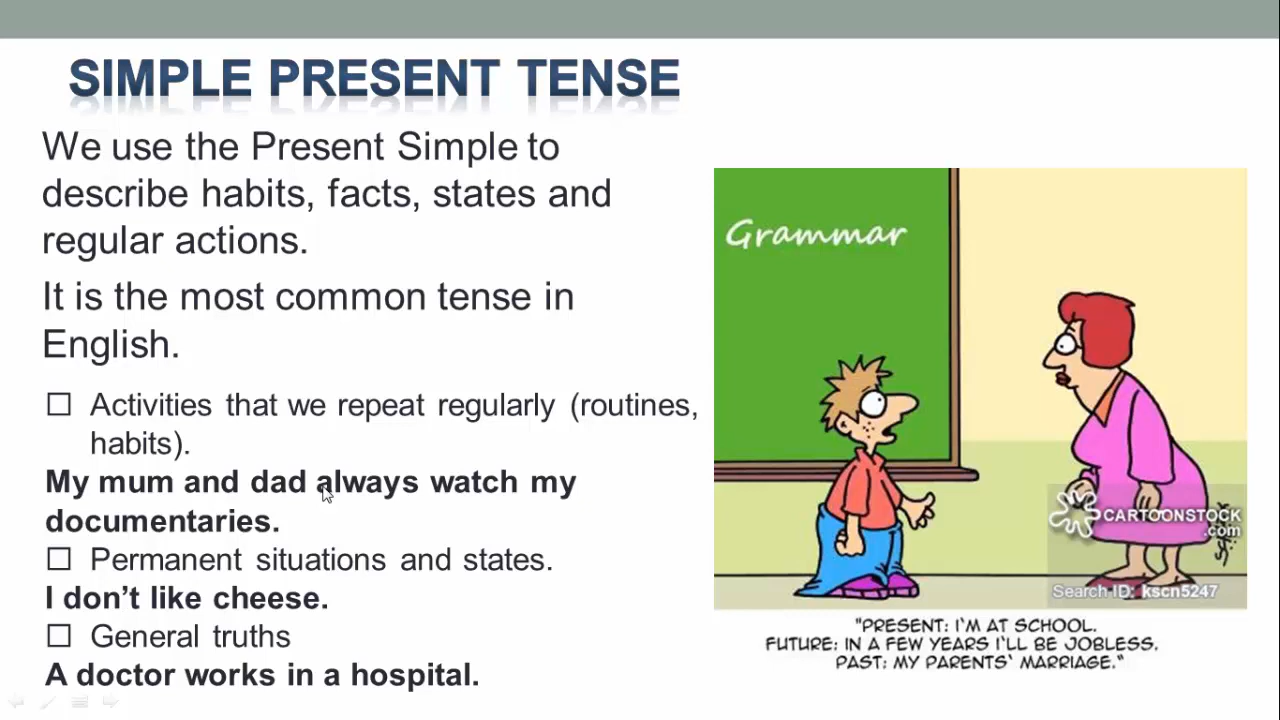 SIMPLE PRESENT TENSE
We use the Present Simple to
describe habits, facts, states and
regular actions.
It is the most common tense in
English.
☐ Activities that we repeat regularly (routines,
habits).
My mum and dad always watch my
documentaries.
☐ Permanent situations and states.
I don’t like cheese.
☐ General truths
A doctor works in a hospital.
Grammar
CARTOONSTOCK
.com
Search ID: kscn5247
"PRESENT: I'M AT SCHOOL.
FUTURE: IN A FEW YEARS I'LL BE JOBLESS.
PAST: MY PARENTS' MARRIAGE."